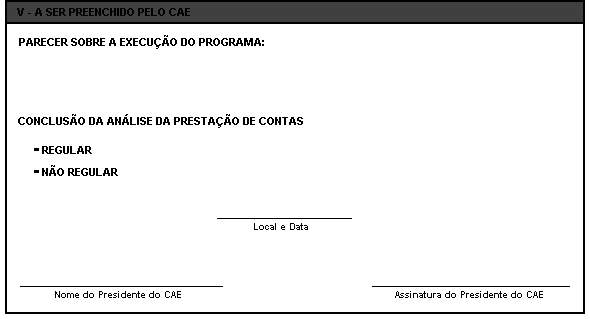 V - A SER PREENCHIDO PELO CAE
PARECER SOBRE A EXECUÇÃO DO PROGRAMA:
CONCLUSÃO DA ANÁLISE DA PRESTAÇÃO DE CONTAS
- REGULAR
- NÃO REGULAR
Local e Data
Nome do Presidente do CAE
Assinatura do Presidente do CAE